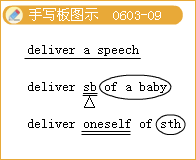 手写板图示 0603-09
deliver a speech
deliver sb of a baby
deliver oneself of sth